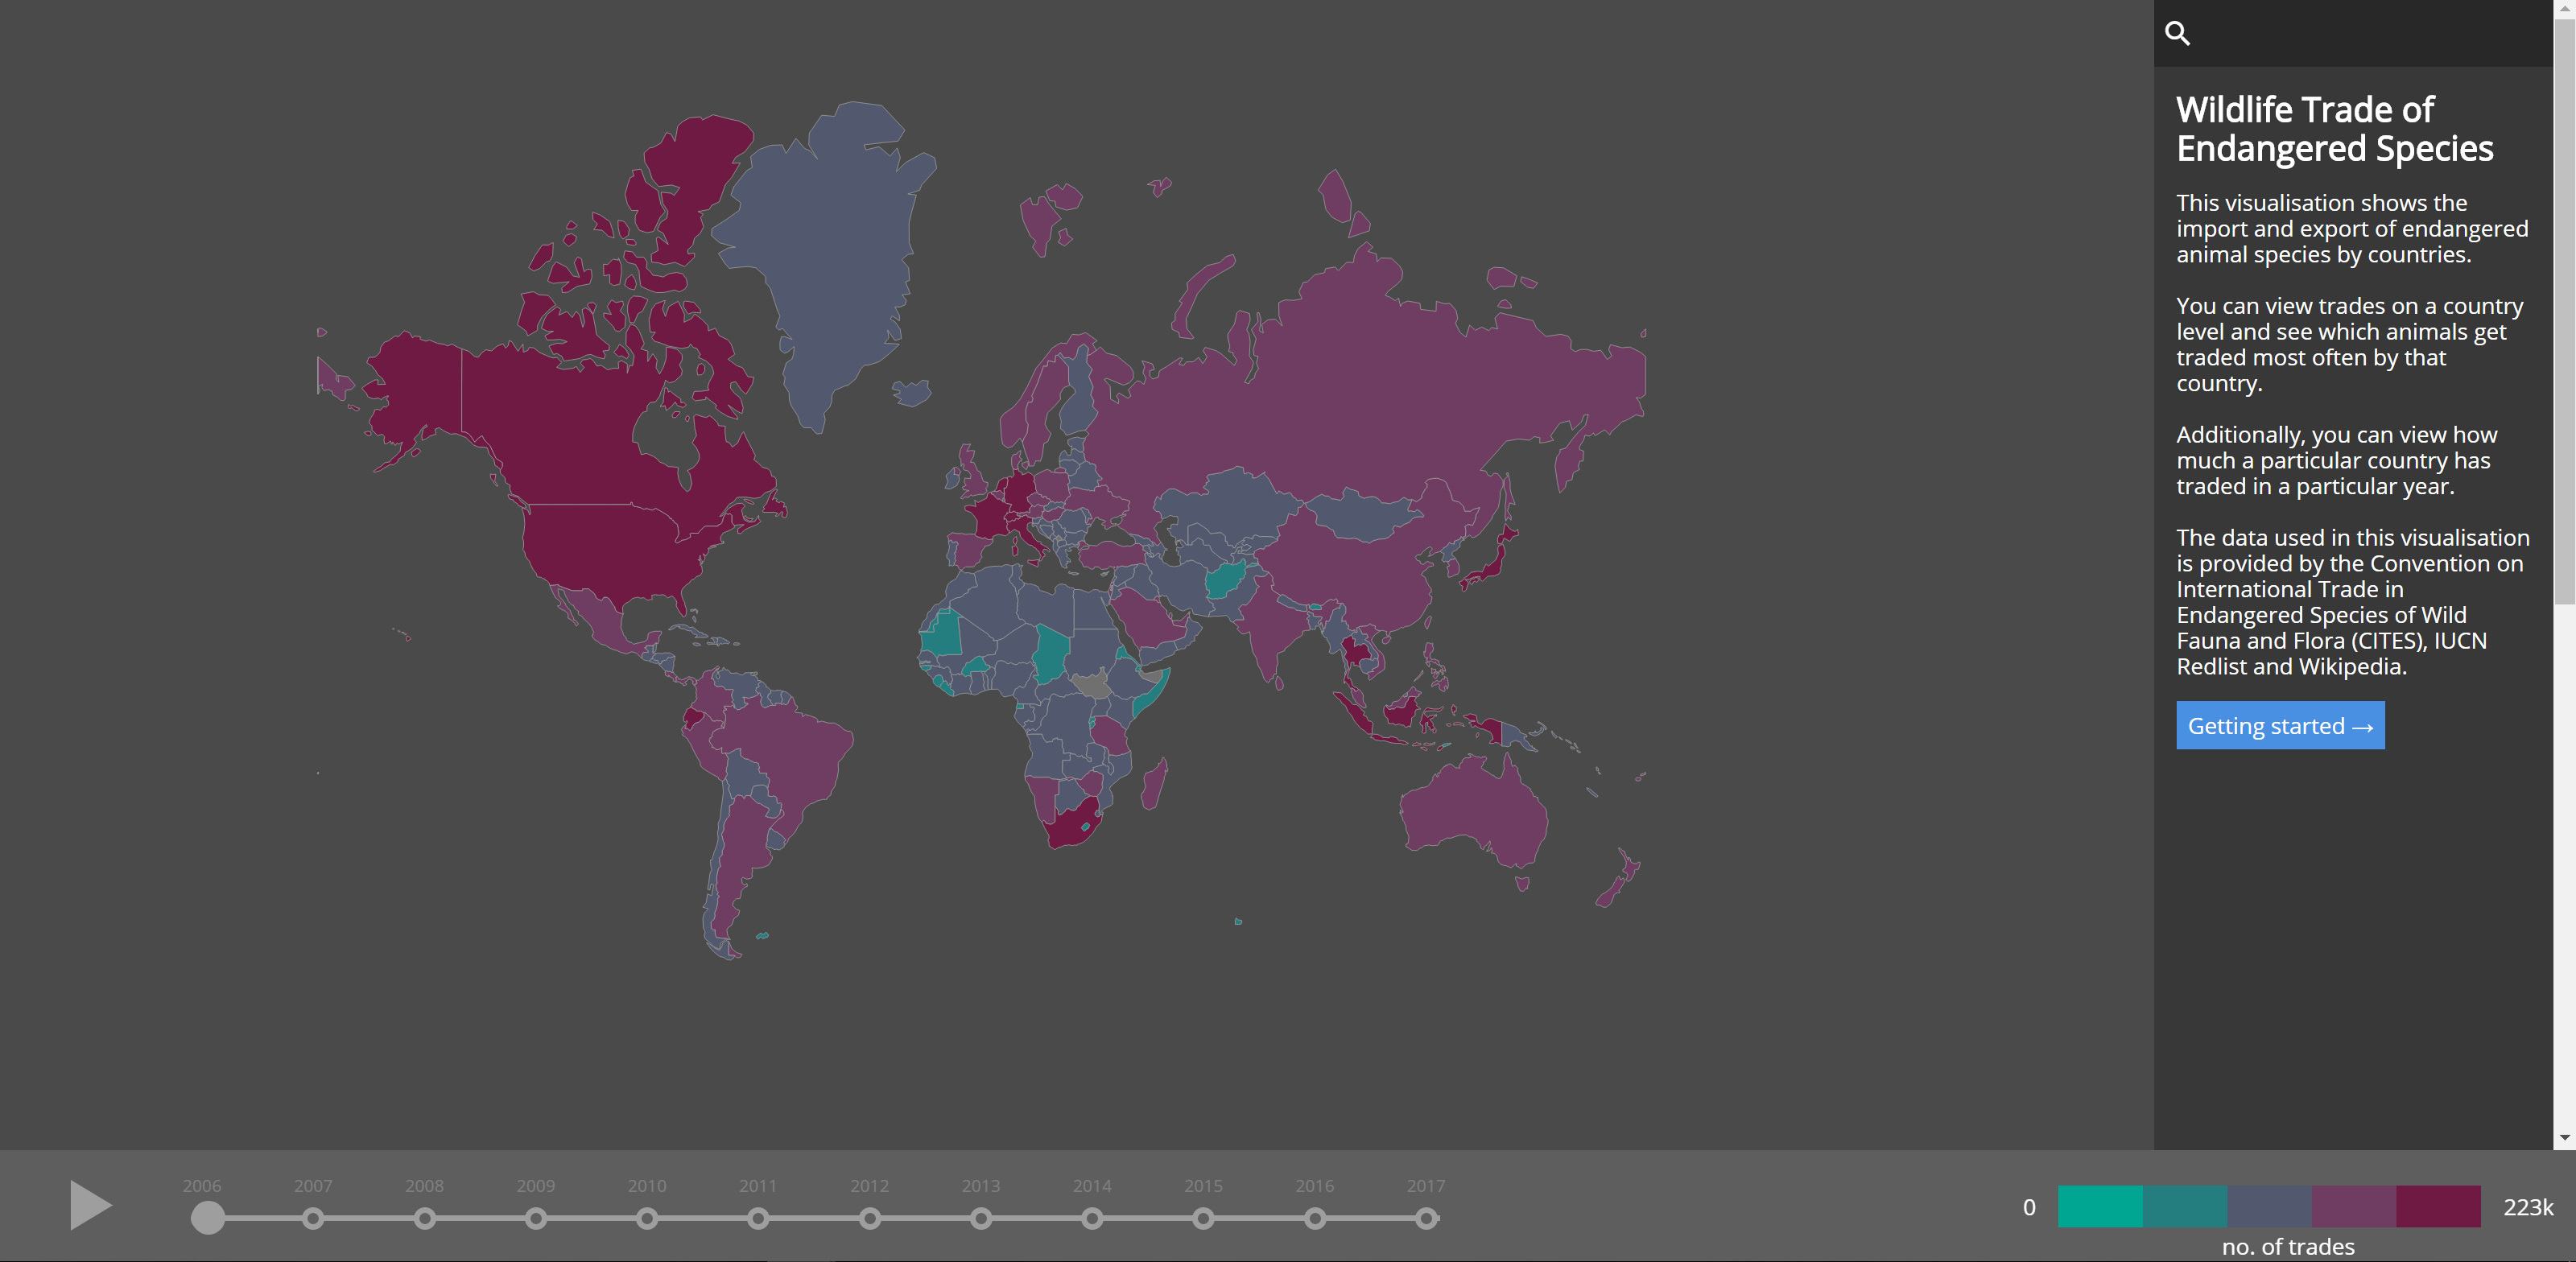 Wildlife Trade of
Endangered Species
This visualisation shows the
import and export of endangered
animal species by countries.
You can view trades on a country
level and see which animals get
traded most often by that
country.
Additionally, you can view how
much a particular country has
traded in a particular year.
The data used in this visualisation
is provided by the Convention on
International Trade in
Endangered Species of Wild
Fauna and Flora (CITES), IUCN
Redlist and Wikipedia.
Getting started →
2006 2007 2008 2009 2010 2011 2012 2013 2014 2015 2016 2017
0 223k
no. of trades